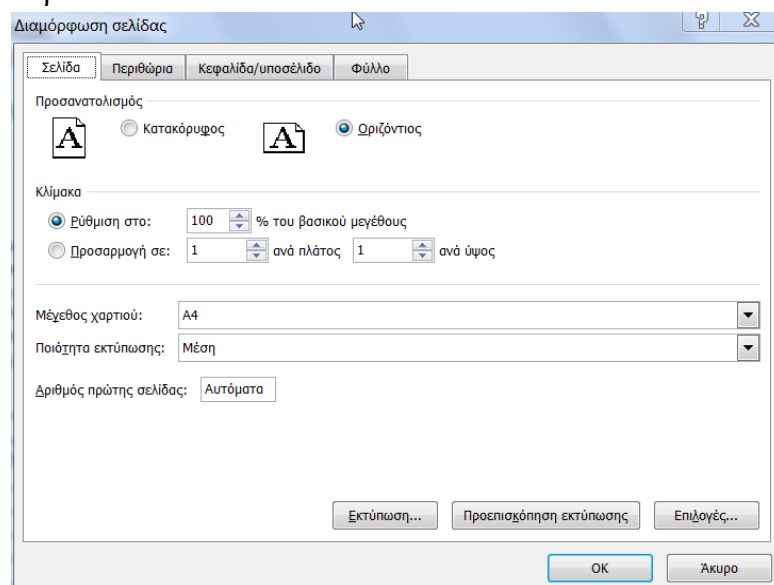 Διαμόρφωση σελίδας
Σελίδα Περιθώρια Κεφαλίδα/υποσέλιδο Φύλλο
Προσανατολισμός
A Κατακόρυφος A Οριζόντιος
Κλίμακα
Ρύθμιση στο: 100 % του βασικού μεγέθους
Προσαρμογή σε: 1 ανά πλάτος 1 ανά ύψος
Μέγεθος χαρτιού: A4
Ποιότητα εκτύπωσης: Μέση
Αριθμός πρώτης σελίδας: Αυτόματα
Εκτύπωση... Προεπισκόπηση εκτύπωσης Επιλογές...
OK Άκυρο